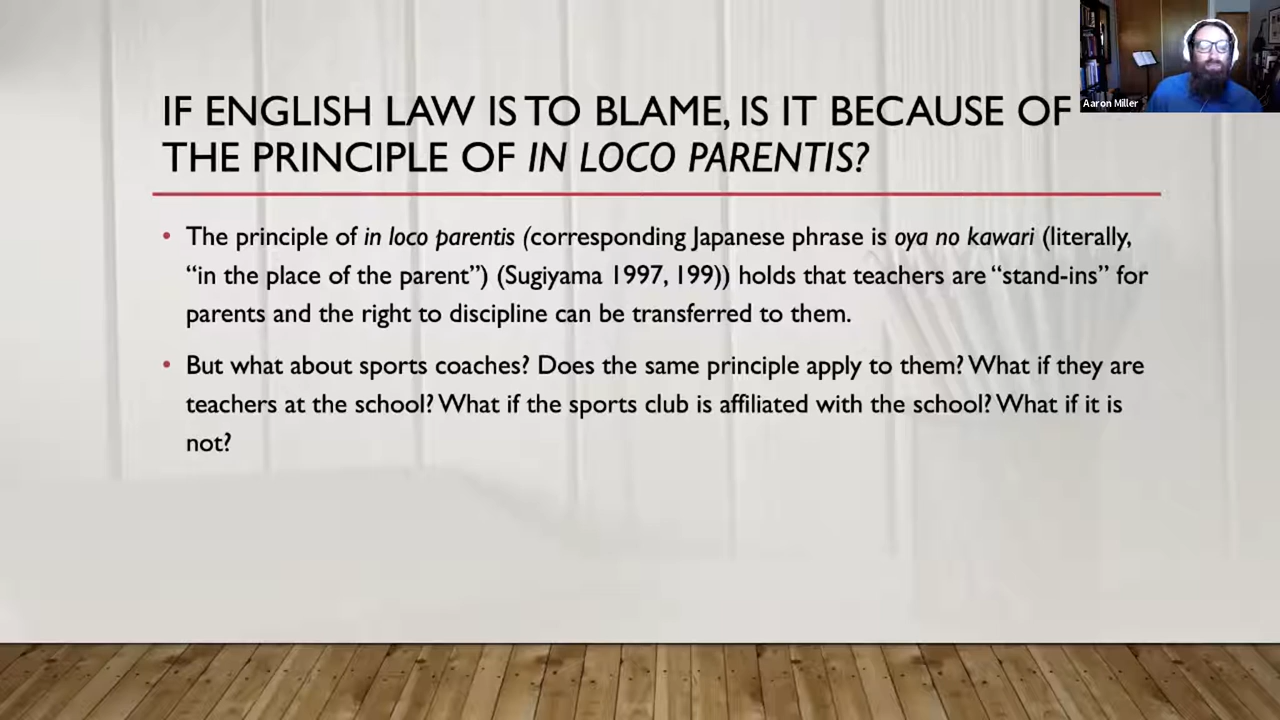 IF ENGLISH LAW IS TO BLAME, IS IT BECAUSE OF
THE PRINCIPLE OF IN LOCO PARENTIS?
Aaron Miller
• The principle of in loco parentis (corresponding Japanese phrase is oya no kawari (literally,
“in the place of the parent”) (Sugiyama 1997, 199)) holds that teachers are “stand-ins” for
parents and the right to discipline can be transferred to them.
• But what about sports coaches? Does the same principle apply to them? What if they are
teachers at the school? What if the sports club is affiliated with the school? What if it is
not?